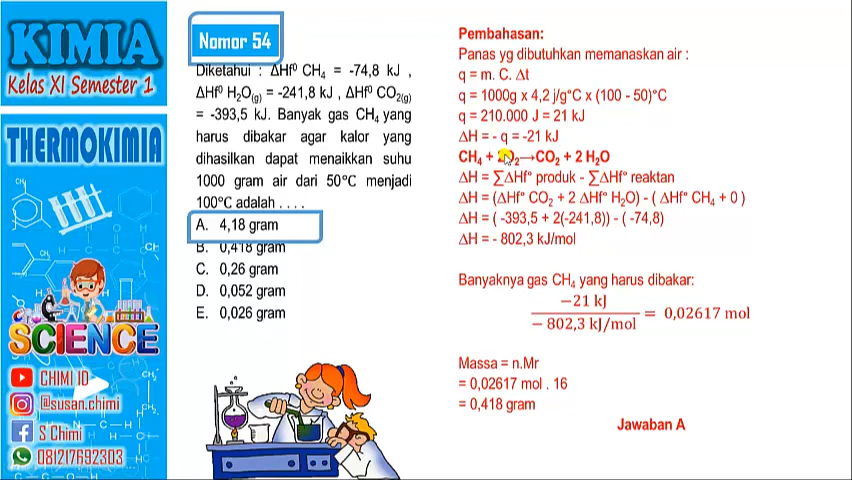 KIMIA
Kelas XI Semester 1
THERMOKIMIA
SCIENCE
CHIMI ID
@susan.chimi
S Chimi
081217692303
Nomor 54
Diketahui : ΔHf⁰ CH₄ = -74,8 kJ ,
ΔHf⁰ H₂O₍g₎ = -241,8 kJ , ΔHf⁰ CO₂₍g₎
= -393,5 kJ. Banyak gas CH₄ yang
harus dibakar agar kalor yang
dihasilkan dapat menaikkan suhu
1000 gram air dari 50°C menjadi
100°C adalah . . . .
A. 4,18 gram
B. 0,418 gram
C. 0,26 gram
D. 0,052 gram
E. 0,026 gram
Pembahasan:
Panas yg dibutuhkan memanaskan air :
q = m. C. Δt
q = 1000g x 4,2 j/g°C x (100 - 50)°C
q = 210.000 J = 21 kJ
ΔH = - q = -21 kJ
CH₄ + 2O₂→CO₂ + 2 H₂O
ΔH = ∑ΔHf° produk - ∑ΔHf° reaktan
ΔH = (ΔHf° CO₂ + 2 ΔHf° H₂O) - ( ΔHf° CH₄ + 0 )
ΔH = ( -393,5 + 2(-241,8)) - ( -74,8)
ΔH = - 802,3 kJ/mol
Banyaknya gas CH₄ yang harus dibakar:
−21 kJ
− 802,3 kJ/mol = 0,02617 mol
Massa = n.Mr
= 0,02617 mol . 16
= 0,418 gram
Jawaban A